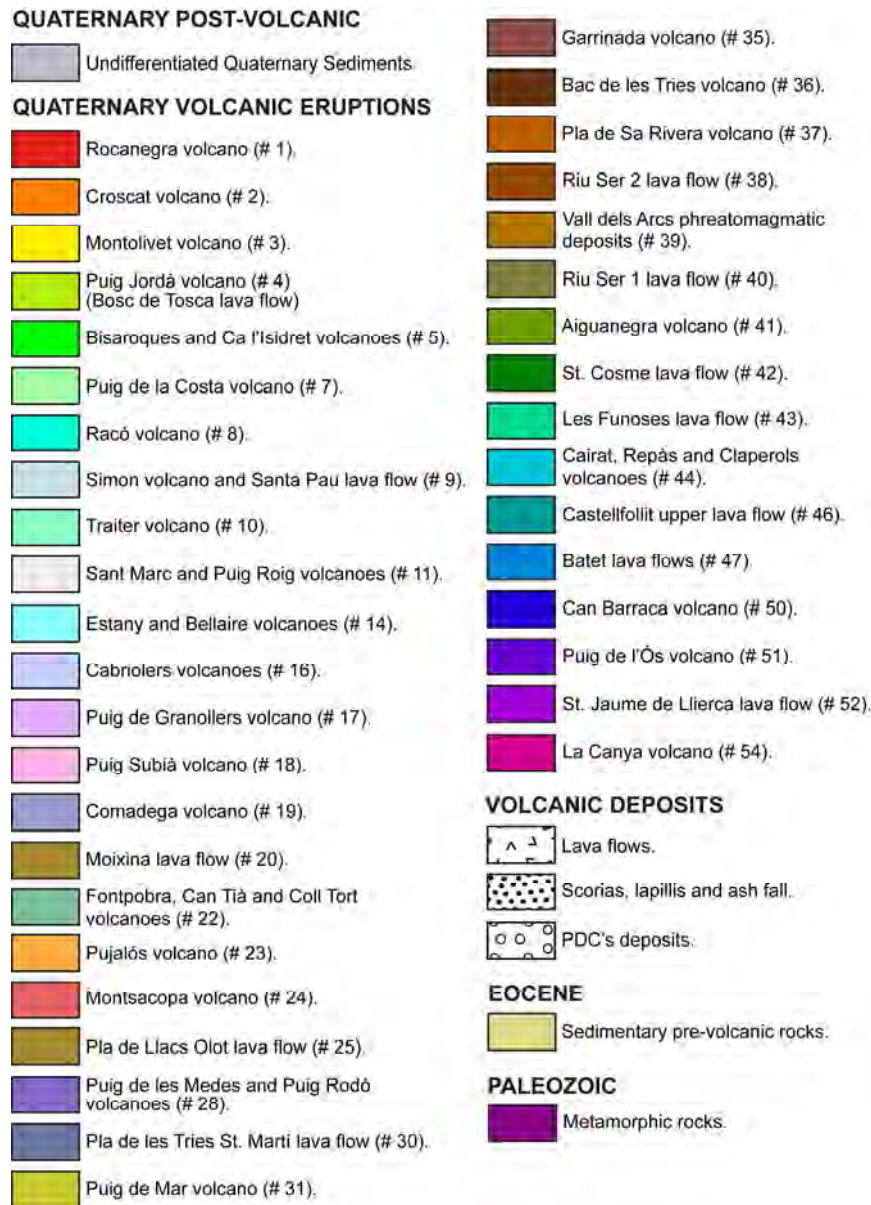 QUATERNARY POST-VOLCANIC
Undifferentiated Quaternary Sediments
QUATERNARY VOLCANIC ERUPTIONS
Rocanegra volcano (# 1).
Croscat volcano (# 2).
Montolivet volcano (# 3).
Puig Jordà volcano (# 4)
(Bosc de Tosca lava flow)
Bisaroques and Ca l'Isidret volcanoes (# 5).
Puig de la Costa volcano (# 7).
Racó volcano (# 8).
Simon volcano and Santa Pau lava flow (# 9).
Traiter volcano (# 10).
Sant Marc and Puig Roig volcanoes (# 11).
Estany and Bellaire volcanoes (# 14).
Cabriolers volcanoes (# 16).
Puig de Granollers volcano (# 17).
Puig Subià volcano (# 18).
Comadega volcano (# 19).
Moixina lava flow (# 20).
Fontpobra, Can Tià and Coll Tort
volcanoes (# 22).
Pujalós volcano (# 23).
Montsacopa volcano (# 24).
Pla de Llacs Olot lava flow (# 25).
Puig de les Medes and Puig Rodó
volcanoes (# 28).
Pla de les Tries St. Martí lava flow (# 30).
Puig de Mar volcano (# 31).
Garrinada volcano (# 35).
Bac de les Tries volcano (# 36).
Pla de Sa Rivera volcano (# 37).
Riu Ser 2 lava flow (# 38).
Vall dels Arcs phreatomagmatic
deposits (# 39).
Riu Ser 1 lava flow (# 40).
Aiguanegra volcano (# 41).
St. Cosme lava flow (# 42).
Les Funoses lava flow (# 43).
Cairat, Repàs and Claperols
volcanoes (# 44).
Castellfollit upper lava flow (# 46).
Batet lava flows (# 47).
Can Barraca volcano (# 50).
Puig de l'Òs volcano (# 51).
St. Jaume de Llierca lava flow (# 52).
La Canya volcano (# 54).
VOLCANIC DEPOSITS
Lava flows.
Scorias, lapillis and ash fall.
PDC's deposits.
EOCENE
Sedimentary pre-volcanic rocks.
PALEOZOIC
Metamorphic rocks.